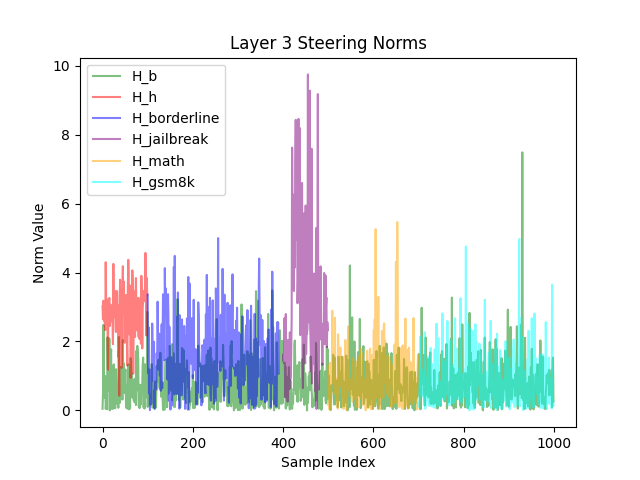 Layer 3 Steering Norms
H_b
H_h
H_borderline
H_jailbreak
H_math
H_gsm8k
Norm Value
10
8
6
4
2
0
0 200 400 600 800 1000
Sample Index